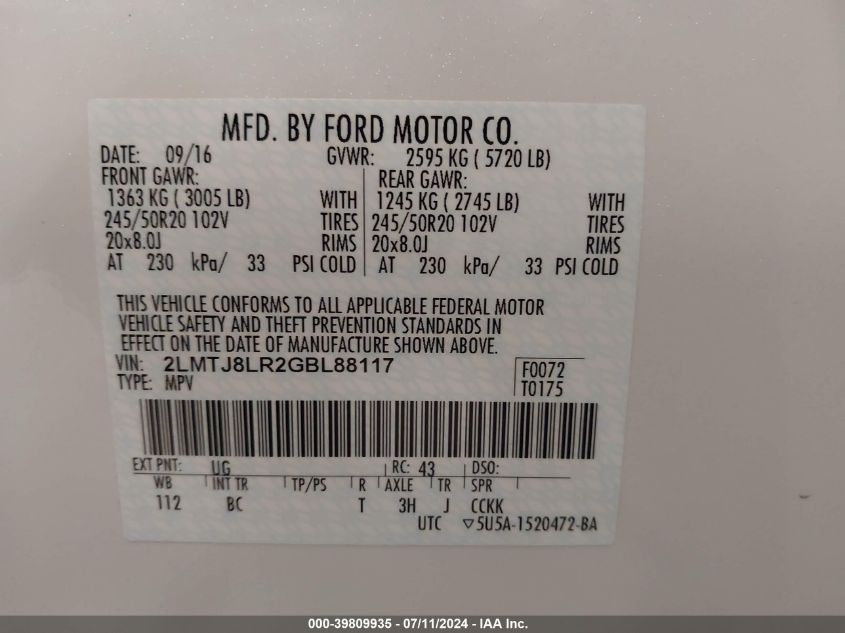 MFD. BY FORD MOTOR CO.
DATE: 09/16 GVWR: 2595 KG ( 5720 LB)
FRONT GAWR: REAR GAWR:
1363 KG ( 3005 LB) WITH 1245 KG ( 2745 LB) WITH
245/50R20 102V TIRES 245/50R20 102V TIRES
20x8.0J RIMS 20x8.0J RIMS
AT 230 kPa/ 33 PSI COLD AT 230 kPa/ 33 PSI COLD
THIS VEHICLE CONFORMS TO ALL APPLICABLE FEDERAL MOTOR
VEHICLE SAFETY AND THEFT PREVENTION STANDARDS IN
EFFECT ON THE DATE OF MANUFACTURE SHOWN ABOVE.
VIN: 2LMTJ8LR2GBL88117 F0072
TYPE: MPV T0175
EXT PNT: UG RC: 43 DSO:
WB INT TR TP/PS R AXLE TR SPR
112 BC T 3H J CCKK
UTC ▽5U5A-1520472-BA
000-39809935 - 07/11/2024 - IAA Inc.